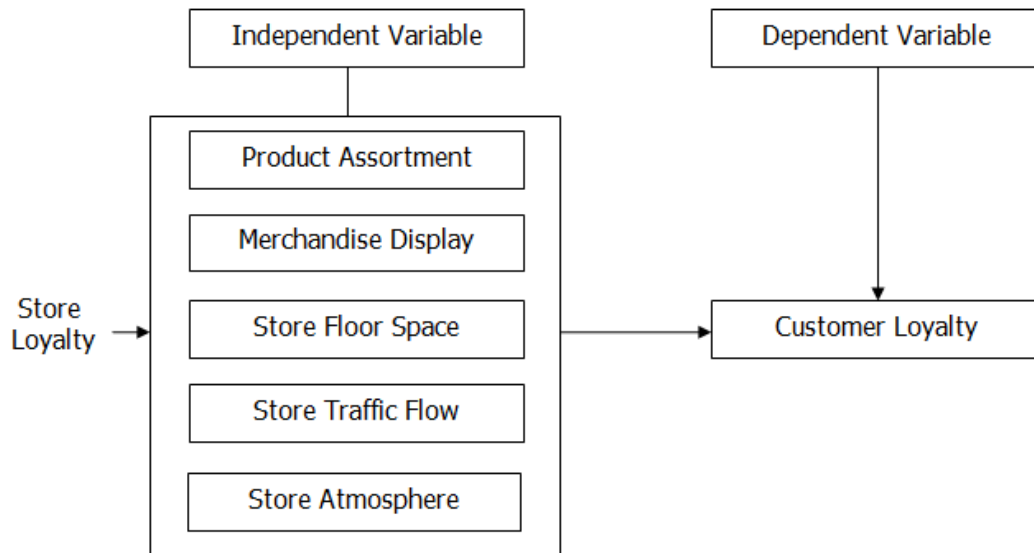 Independent Variable
Dependent Variable
Product Assortment
Merchandise Display
Store
Loyalty
Store Floor Space
Customer Loyalty
Store Traffic Flow
Store Atmosphere